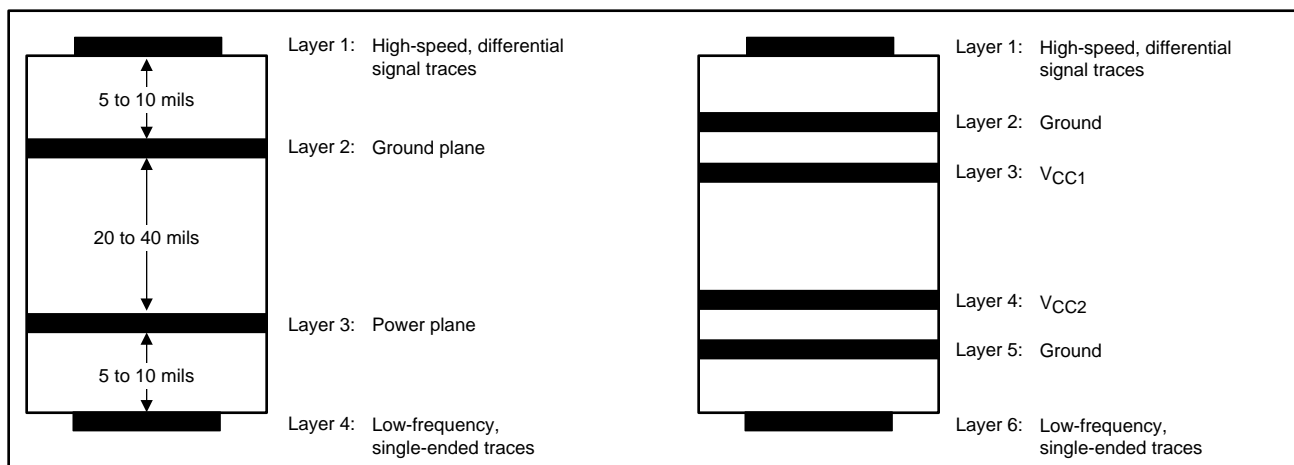 Layer 1: High-speed, differential
signal traces
5 to 10 mils
Layer 2: Ground plane
20 to 40 mils
Layer 3: Power plane
5 to 10 mils
Layer 4: Low-frequency,
single-ended traces
Layer 1: High-speed, differential
signal traces
Layer 2: Ground
Layer 3: VCC1
Layer 4: VCC2
Layer 5: Ground
Layer 6: Low-frequency,
single-ended traces